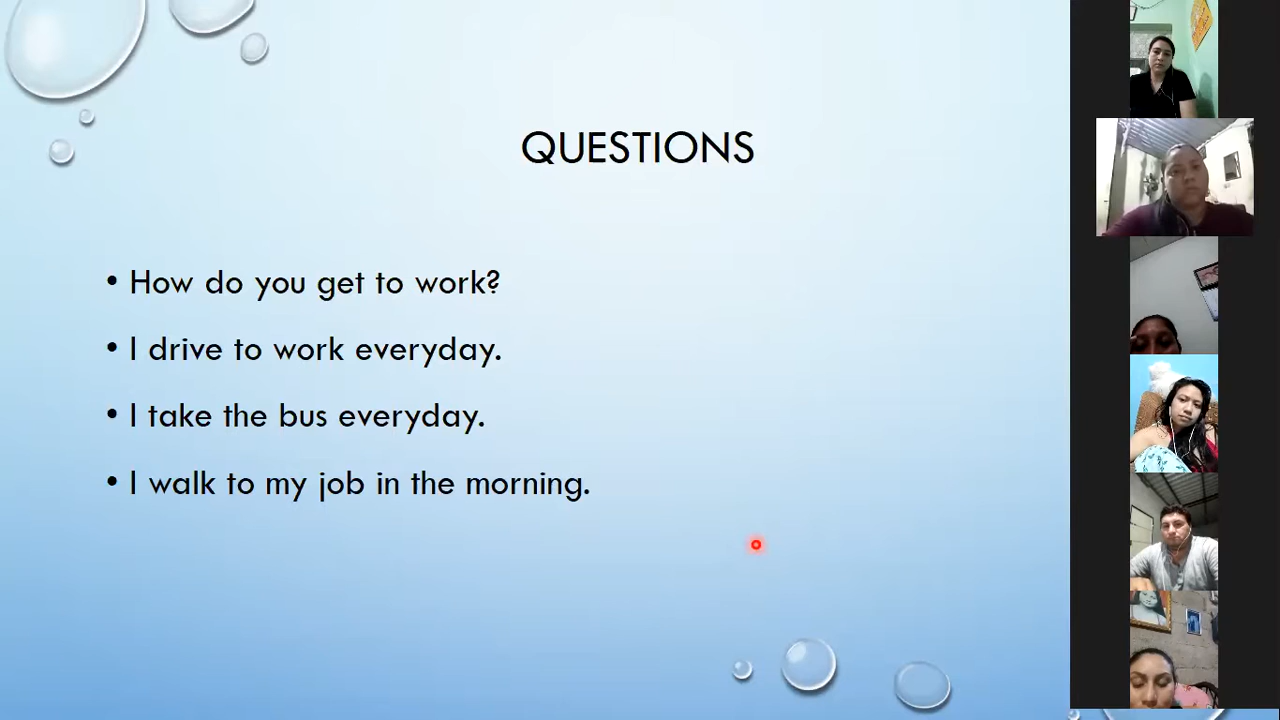 QUESTIONS
• How do you get to work?
• I drive to work everyday.
• I take the bus everyday.
• I walk to my job in the morning.